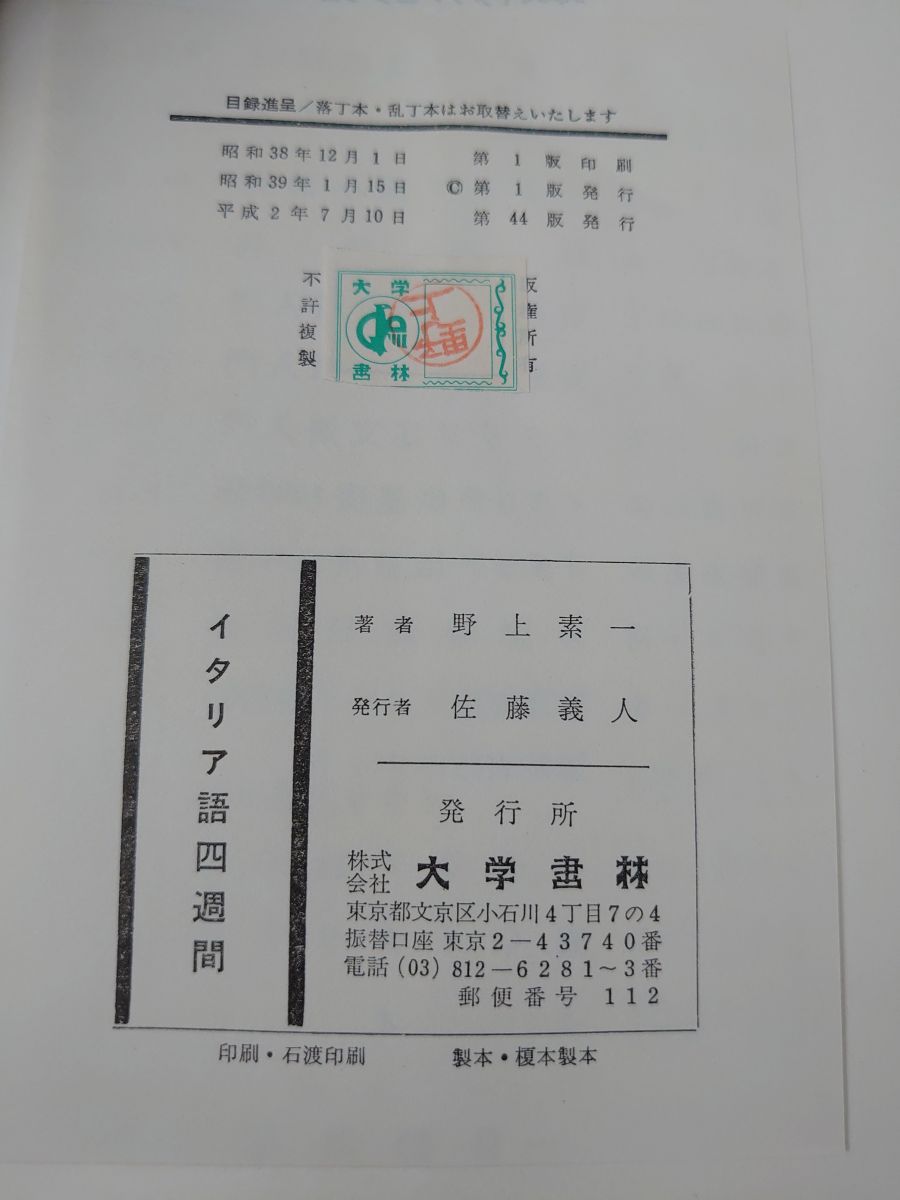 目録進呈/落丁本・乱丁本はお取替えいたします
昭和38年12月1日 第1版印刷
昭和39年1月15日 ©第1版発行
平成2年7月10日 第44版発行
不許複製
大学
書林
イタリア語四週間
著者 野上素一
発行者 佐藤義人
発行所
株式会社 大学書林
東京都文京区小石川4丁目7の4
振替口座 東京2－43740番
電話(03)812－6281～3番
郵便番号 112
印刷・石渡印刷 製本・榎本製本